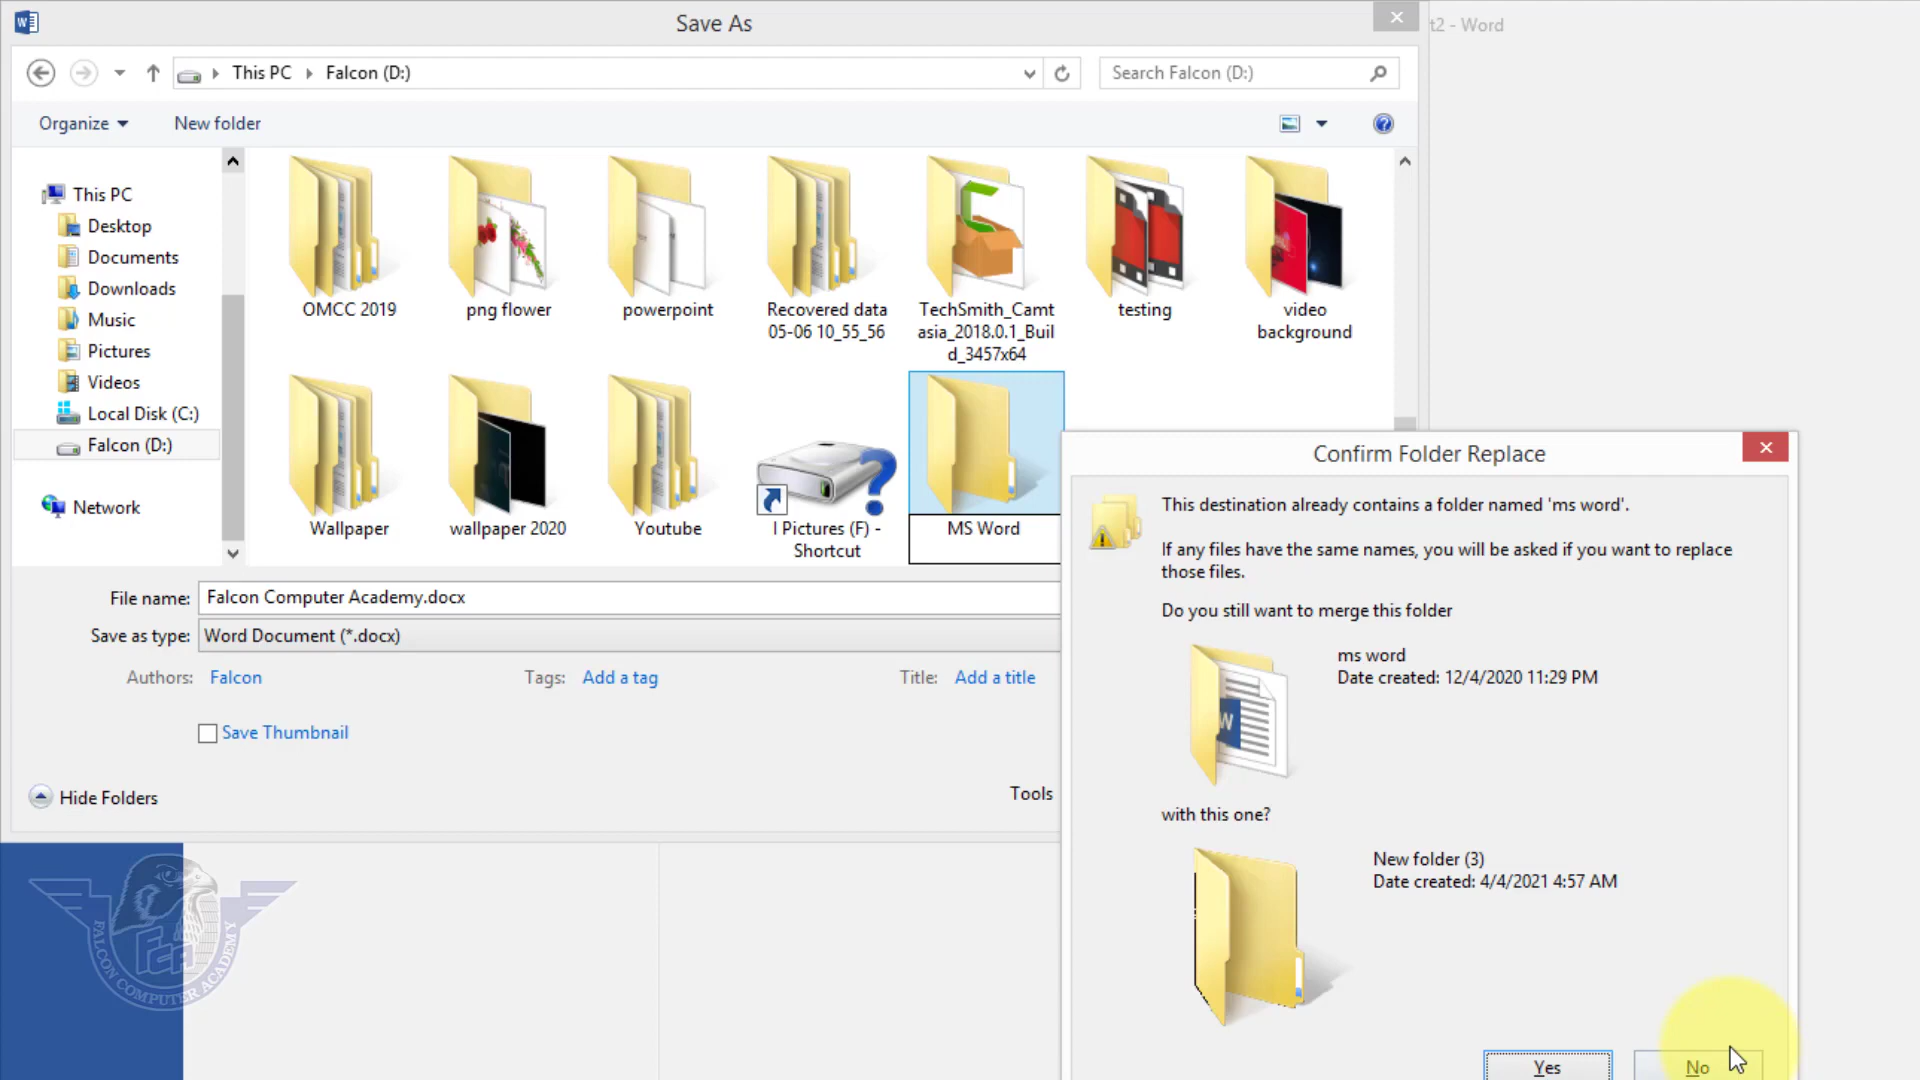 Save As
t2 - Word
This PC
Falcon (D:)
Search Falcon (D:)
Organize
New folder
This PC
Desktop
Documents
Downloads
Music
Pictures
Videos
Local Disk (C:)
Falcon (D:)
Network
OMCC 2019
png flower
powerpoint
Recovered data
05-06 10_55_56
TechSmith_Camt
asia_2018.0.1_Buil
d_3457x64
testing
video
background
Wallpaper
wallpaper 2020
Youtube
I Pictures (F) -
Shortcut
MS Word
File name: Falcon Computer Academy.docx
Save as type: Word Document (*.docx)
Authors: Falcon
Tags: Add a tag
Title: Add a title
Save Thumbnail
Hide Folders
Tools
Confirm Folder Replace
This destination already contains a folder named 'ms word'.
If any files have the same names, you will be asked if you want to replace
those files.
Do you still want to merge this folder
ms word
Date created: 12/4/2020 11:29 PM
with this one?
New folder (3)
Date created: 4/4/2021 4:57 AM
Yes
No
FCA
FALCON COMPUTER ACADEMY